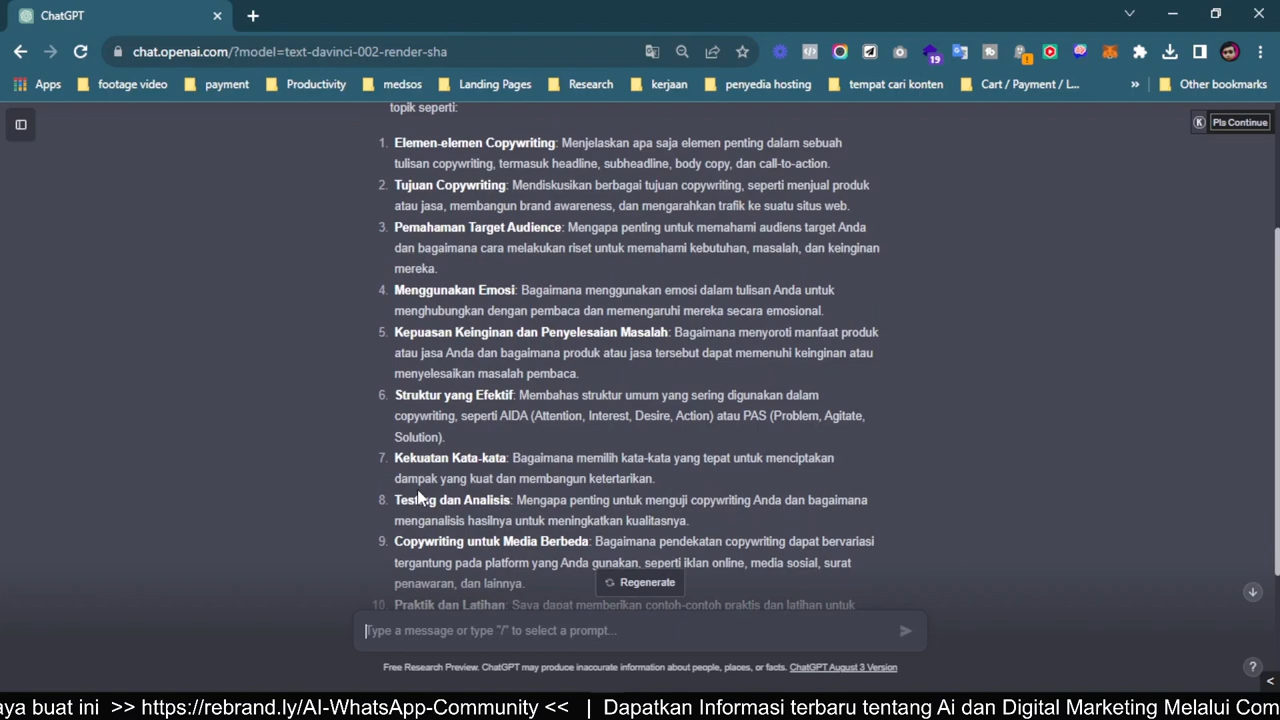 ChatGPT
chat.openai.com/?model=text-davinci-002-render-sha
19
Apps footage video payment Productivity medsos Landing Pages Research kerjaan penyedia hosting tempat cari konten Cart / Payment / L... » Other bookmarks
topik seperti:
K Pls Continue
1. Elemen-elemen Copywriting: Menjelaskan apa saja elemen penting dalam sebuah
tulisan copywriting, termasuk headline, subheadline, body copy, dan call-to-action.
2. Tujuan Copywriting: Mendiskusikan berbagai tujuan copywriting, seperti menjual produk
atau jasa, membangun brand awareness, dan mengarahkan trafik ke suatu situs web.
3. Pemahaman Target Audience: Mengapa penting untuk memahami audiens target Anda
dan bagaimana cara melakukan riset untuk memahami kebutuhan, masalah, dan keinginan
mereka.
4. Menggunakan Emosi: Bagaimana menggunakan emosi dalam tulisan Anda untuk
menghubungkan dengan pembaca dan memengaruhi mereka secara emosional.
5. Kepuasan Keinginan dan Penyelesaian Masalah: Bagaimana menyoroti manfaat produk
atau jasa Anda dan bagaimana produk atau jasa tersebut dapat memenuhi keinginan atau
menyelesaikan masalah pembaca.
6. Struktur yang Efektif: Membahas struktur umum yang sering digunakan dalam
copywriting, seperti AIDA (Attention, Interest, Desire, Action) atau PAS (Problem, Agitate,
Solution).
7. Kekuatan Kata-kata: Bagaimana memilih kata-kata yang tepat untuk menciptakan
dampak yang kuat dan membangun ketertarikan.
8. Testing dan Analisis: Mengapa penting untuk menguji copywriting Anda dan bagaimana
menganalisis hasilnya untuk meningkatkan kualitasnya.
9. Copywriting untuk Media Berbeda: Bagaimana pendekatan copywriting dapat bervariasi
tergantung pada platform yang Anda gunakan, seperti iklan online, media sosial, surat
penawaran, dan lainnya.
Regenerate
10. Praktik dan Latihan: Saya dapat memberikan contoh-contoh praktis dan latihan untuk
Type a message or type "/" to select a prompt...
Free Research Preview. ChatGPT may produce inaccurate information about people, places, or facts. ChatGPT August 3 Version
?
aya buat ini >> https://rebrand.ly/AI-WhatsApp-Community << | Dapatkan Informasi terbaru tentang Ai dan Digital Marketing Melalui Com